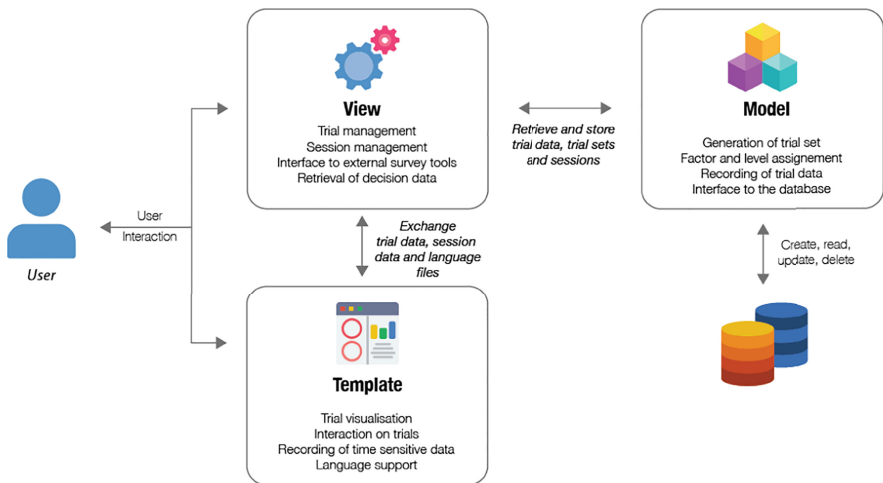 View
Trial management
Session management
Interface to external survey tools
Retrieval of decision data
Retrieve and store
trial data, trial sets
and sessions
Model
Generation of trial set
Factor and level assignement
Recording of trial data
Interface to the database
User
Interaction
User
Exchange
trial data, session
data and language
files
Create, read,
update, delete
Template
Trial visualisation
Interaction on trials
Recording of time sensitive data
Language support